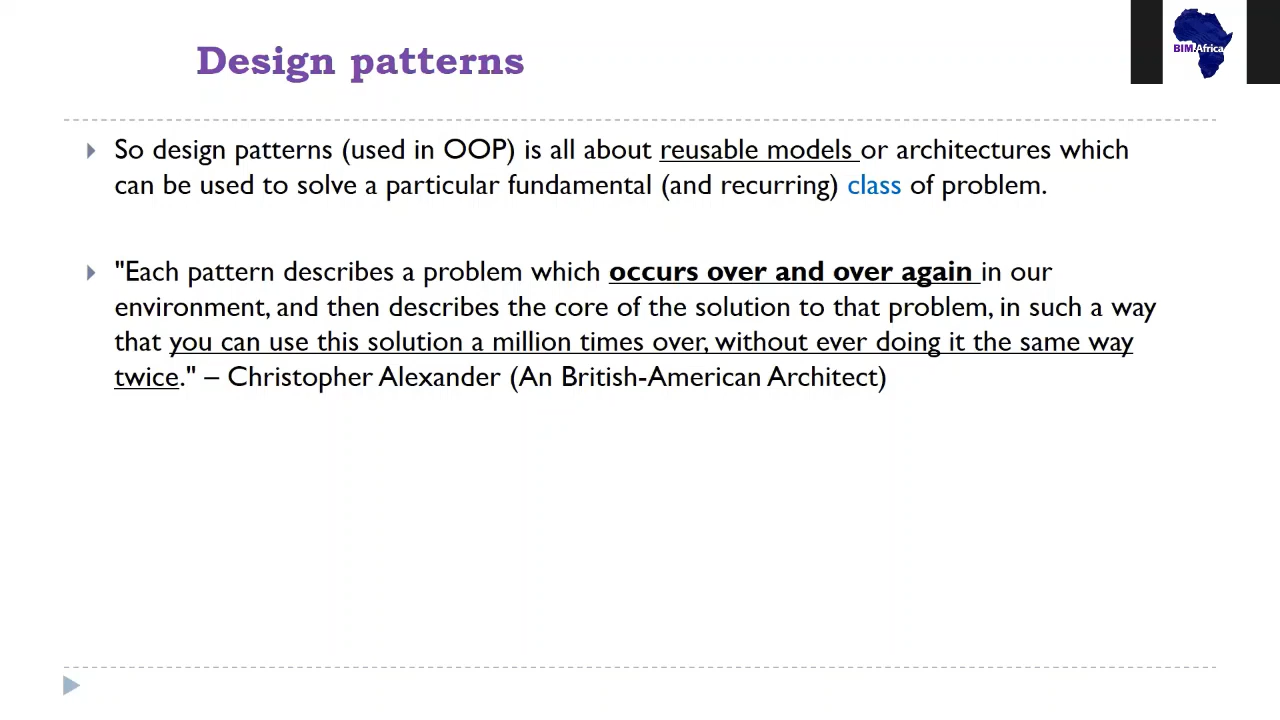 Design patterns
BIM.Africa
So design patterns (used in OOP) is all about reusable models or architectures which
can be used to solve a particular fundamental (and recurring) class of problem.
"Each pattern describes a problem which occurs over and over again in our
environment, and then describes the core of the solution to that problem, in such a way
that you can use this solution a million times over, without ever doing it the same way
twice." – Christopher Alexander (An British-American Architect)